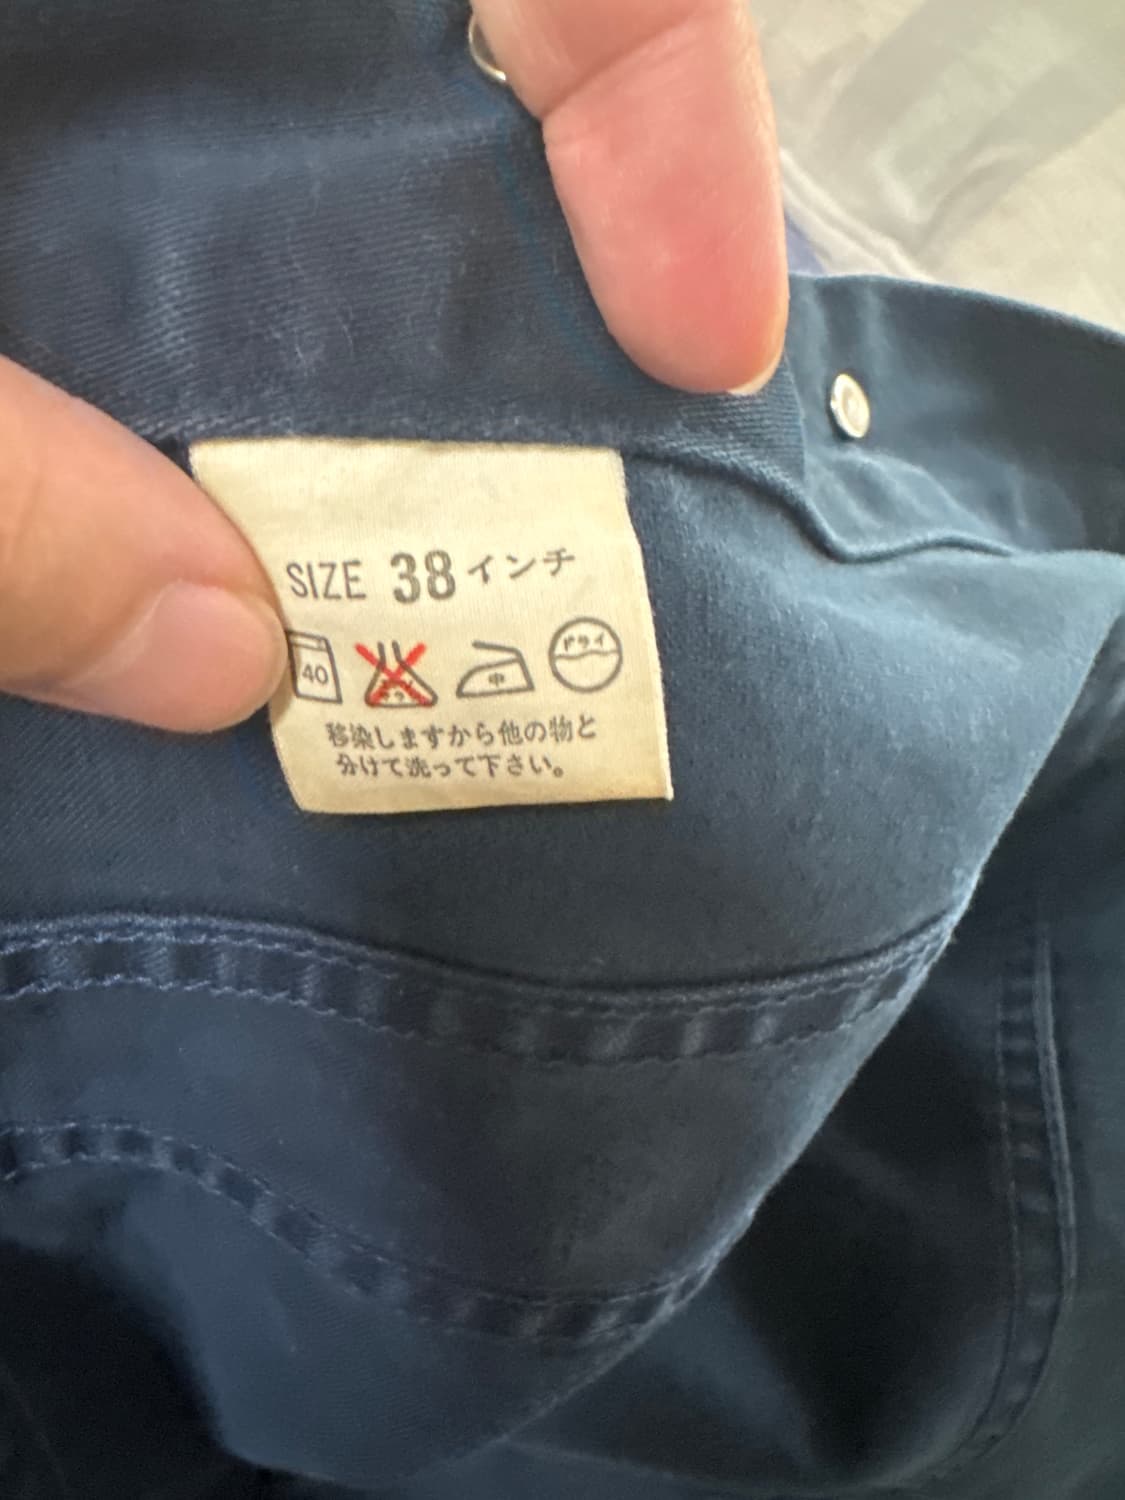 SIZE 38インチ
40 中 ドライ
移染しますから他の物と
分けて洗って下さい。